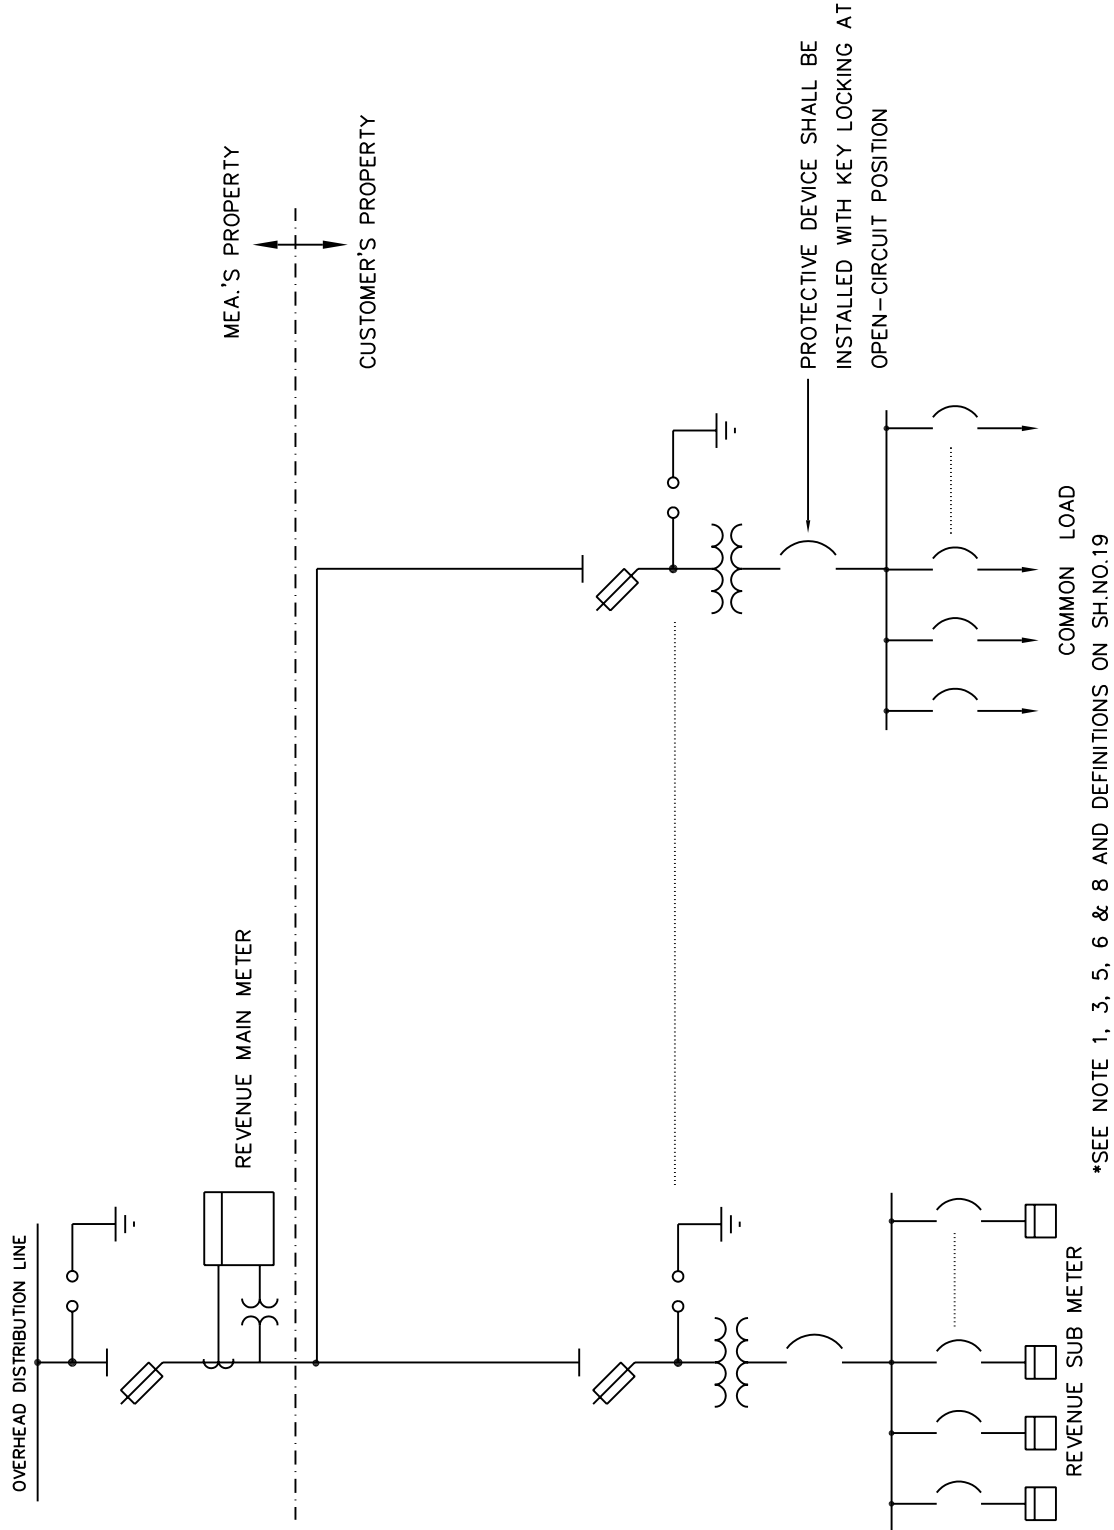 OVERHEAD DISTRIBUTION LINE
REVENUE MAIN METER
MEA.'S PROPERTY
CUSTOMER'S PROPERTY
PROTECTIVE DEVICE SHALL BE
INSTALLED WITH KEY LOCKING AT
OPEN-CIRCUIT POSITION
REVENUE SUB METER
COMMON LOAD
*SEE NOTE 1, 3, 5, 6 & 8 AND DEFINITIONS ON SH.NO.19